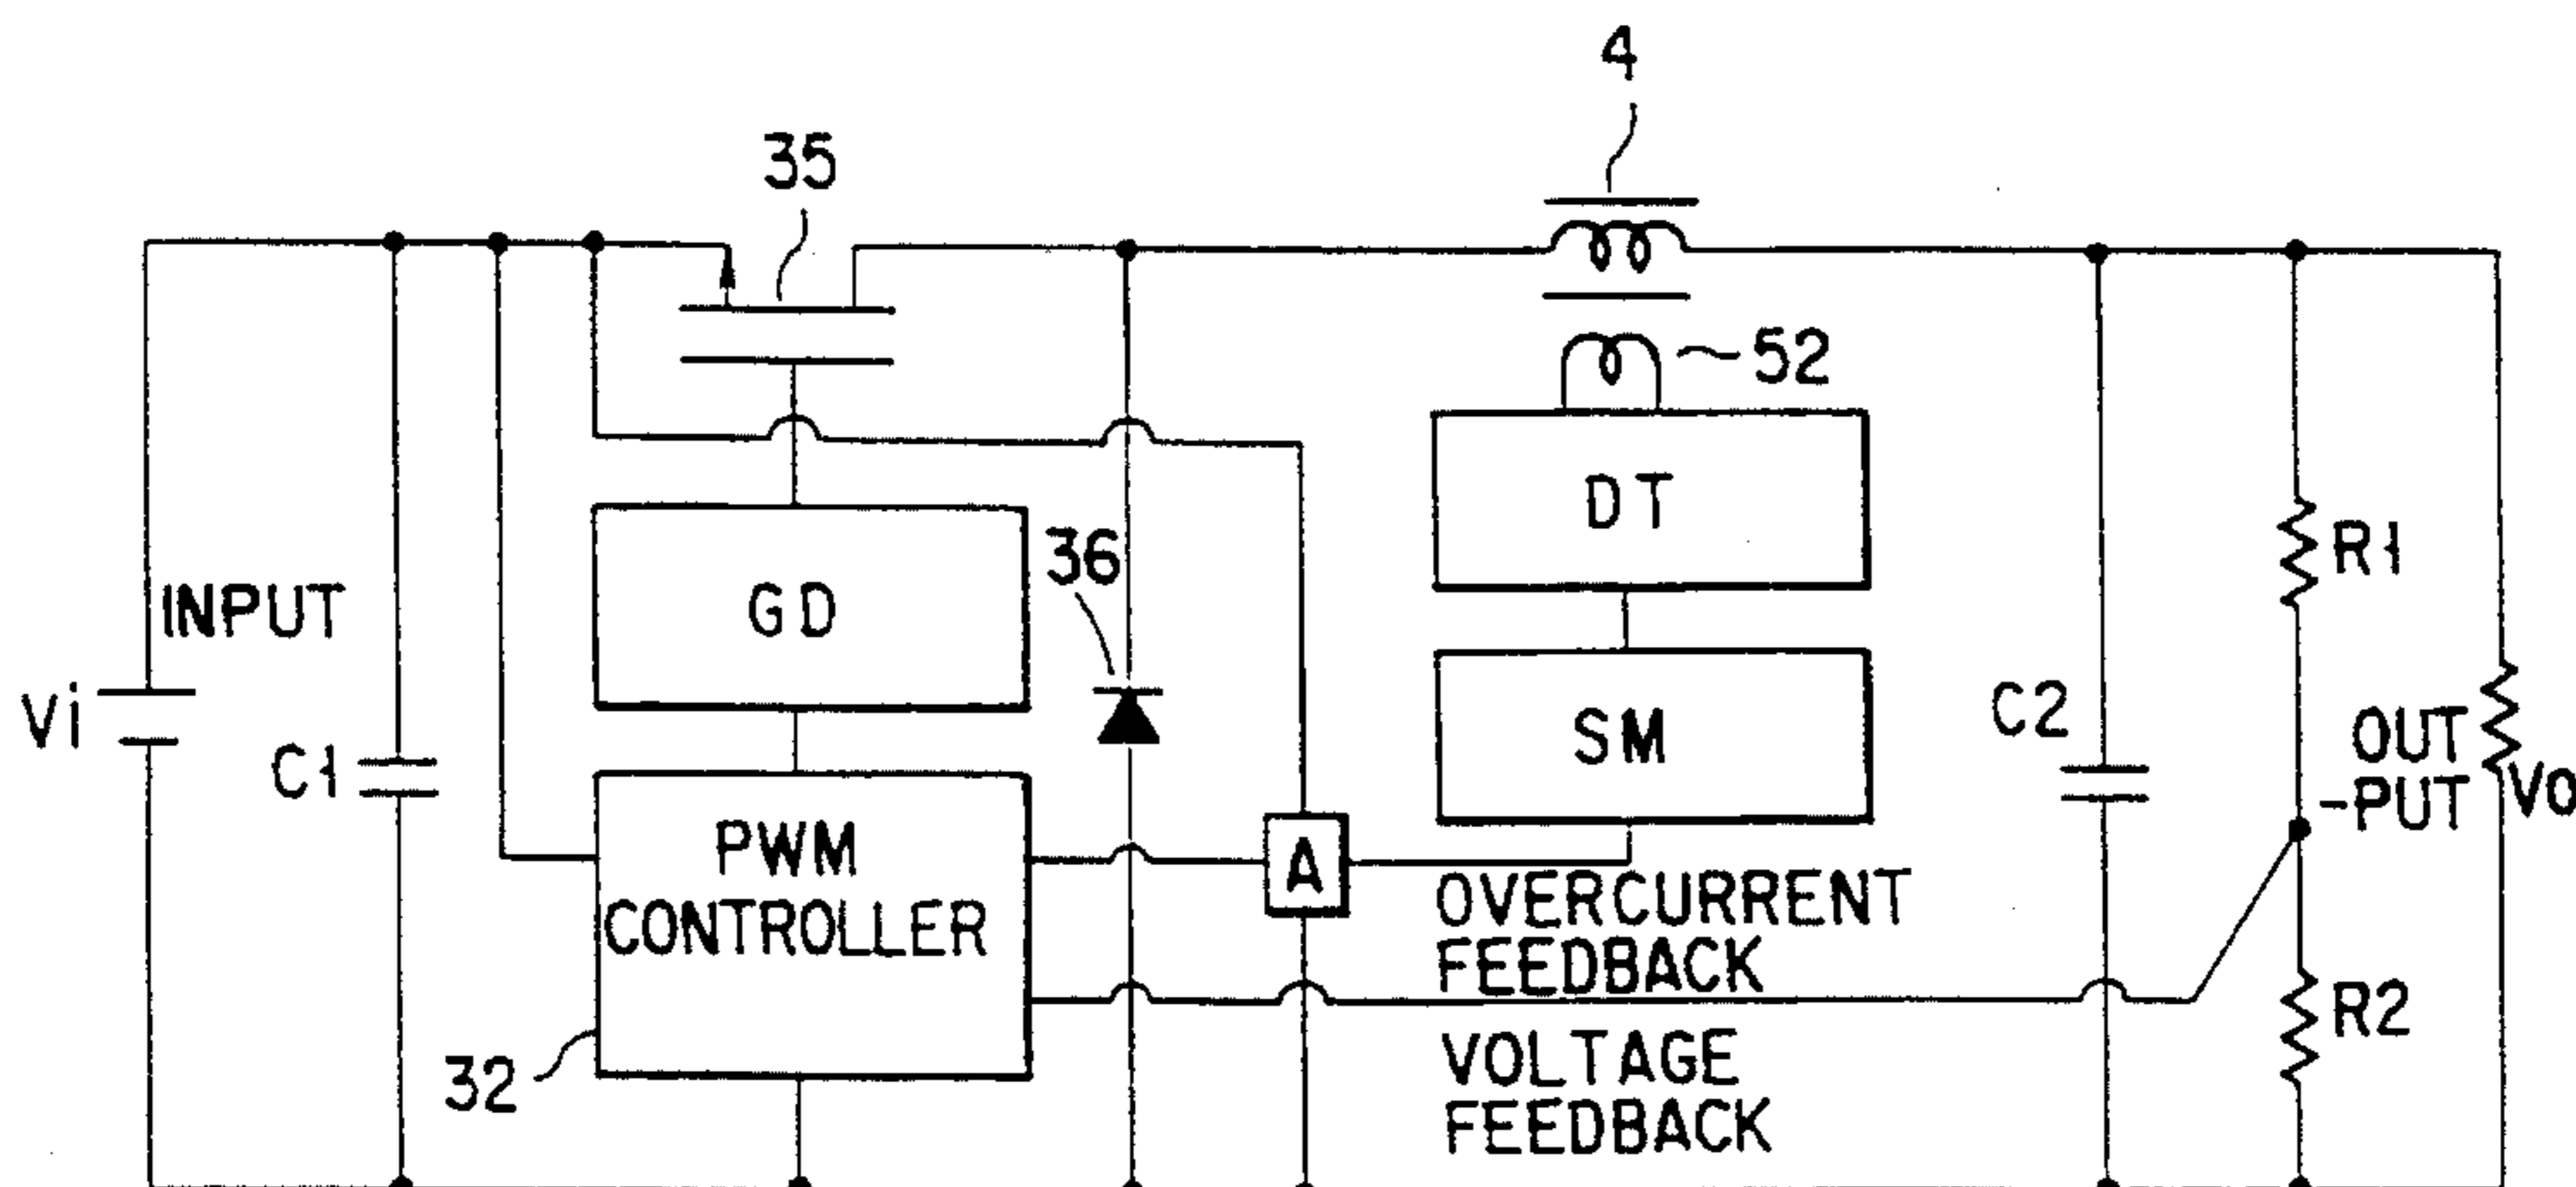 4
35
52
DT
36
R1
GD
INPUT
SM
C2
Vi
OUT
-PUT
Vo
C1
PWM
CONTROLLER
A
OVERCURRENT
FEEDBACK
R2
32
VOLTAGE
FEEDBACK